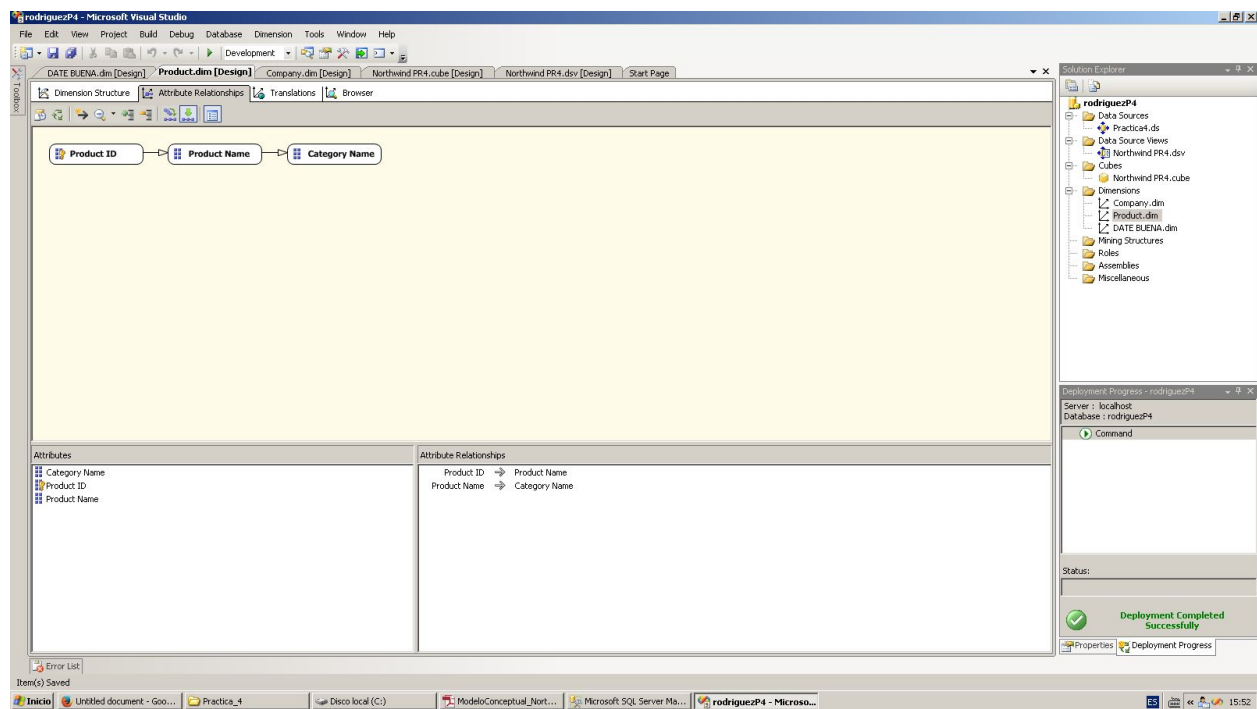 rodriguezP4 - Microsoft Visual Studio
File Edit View Project Build Debug Database Dimension Tools Window Help
Development
DATE BUENA.dim [Design] Product.dim [Design] Company.dim [Design] Northwind PR4.cube [Design] Northwind PR4.dsv [Design] Start Page
Toolbox
Dimension Structure Attribute Relationships Translations Browser
Product ID Product Name Category Name
Attributes
Category Name
Product ID
Product Name
Attribute Relationships
Product ID Product Name
Product Name Category Name
Solution Explorer
rodriguezP4
Data Sources
Practica4.ds
Data Source Views
Northwind PR4.dsv
Cubes
Northwind PR4.cube
Dimensions
Company.dim
Product.dim
DATE BUENA.dim
Mining Structures
Roles
Assemblies
Miscellaneous
Deployment Progress - rodriguezP4
Server : localhost
Database : rodriguezP4
Command
Status:
Deployment Completed
Successfully
Properties Deployment Progress
Error List
Item(s) Saved
Inicio Untitled document - Goo... Practica_4 Disco local (C:) ModeloConceptual_Nort... Microsoft SQL Server Ma... rodriguezP4 - Microso... ES « 15:52